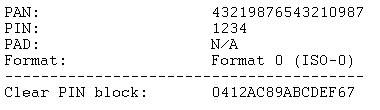 PAN: 43219876543210987
PIN: 1234
PAD: N/A
Format: Format 0 (ISO-0)
----------------------------------------
Clear PIN block: 0412AC89ABCDEF67